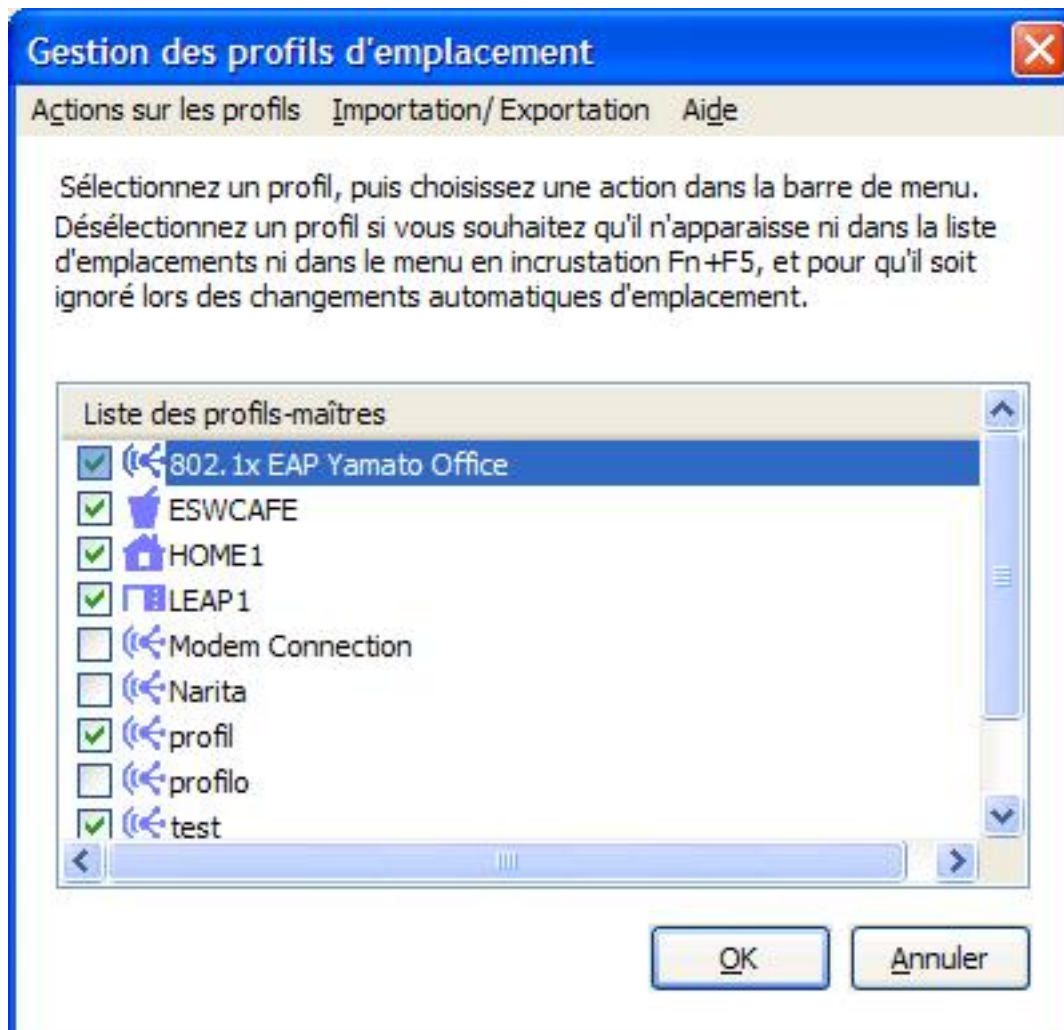 Gestion des profils d'emplacement
Actions sur les profils Importation/Exportation Aide
Sélectionnez un profil, puis choisissez une action dans la barre de menu.
Désélectionnez un profil si vous souhaitez qu'il n'apparaisse ni dans la liste
d'emplacements ni dans le menu en incrustation Fn+F5, et pour qu'il soit
ignoré lors des changements automatiques d'emplacement.
Liste des profils-maîtres
802.1x EAP Yamato Office
ESWCAFE
HOME1
LEAP1
Modem Connection
Narita
profil
profilo
test
OK Annuler